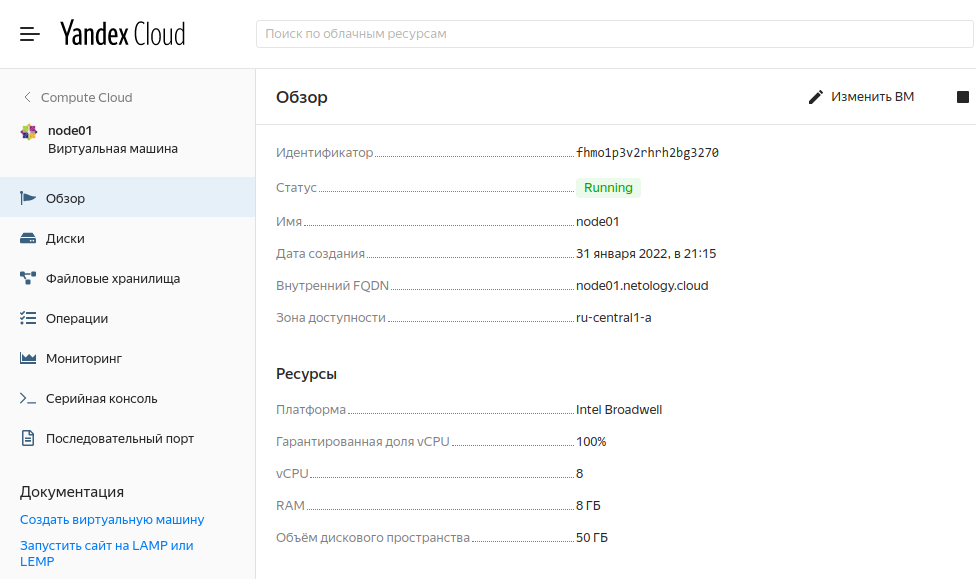 Yandex Cloud
Поиск по облачным ресурсам
Compute Cloud
node01
Виртуальная машина
Обзор
Диски
Файловые хранилища
Операции
Мониторинг
Серийная консоль
Последовательный порт
Документация
Создать виртуальную машину
Запустить сайт на LAMP или
LEMP
Обзор
Изменить ВМ
Идентификатор fhmo1p3v2rhrh2bg3270
Статус Running
Имя node01
Дата создания 31 января 2022, в 21:15
Внутренний FQDN node01.netology.cloud
Зона доступности ru-central1-a
Ресурсы
Платформа Intel Broadwell
Гарантированная доля vCPU 100%
vCPU 8
RAM 8 ГБ
Объём дискового пространства 50 ГБ